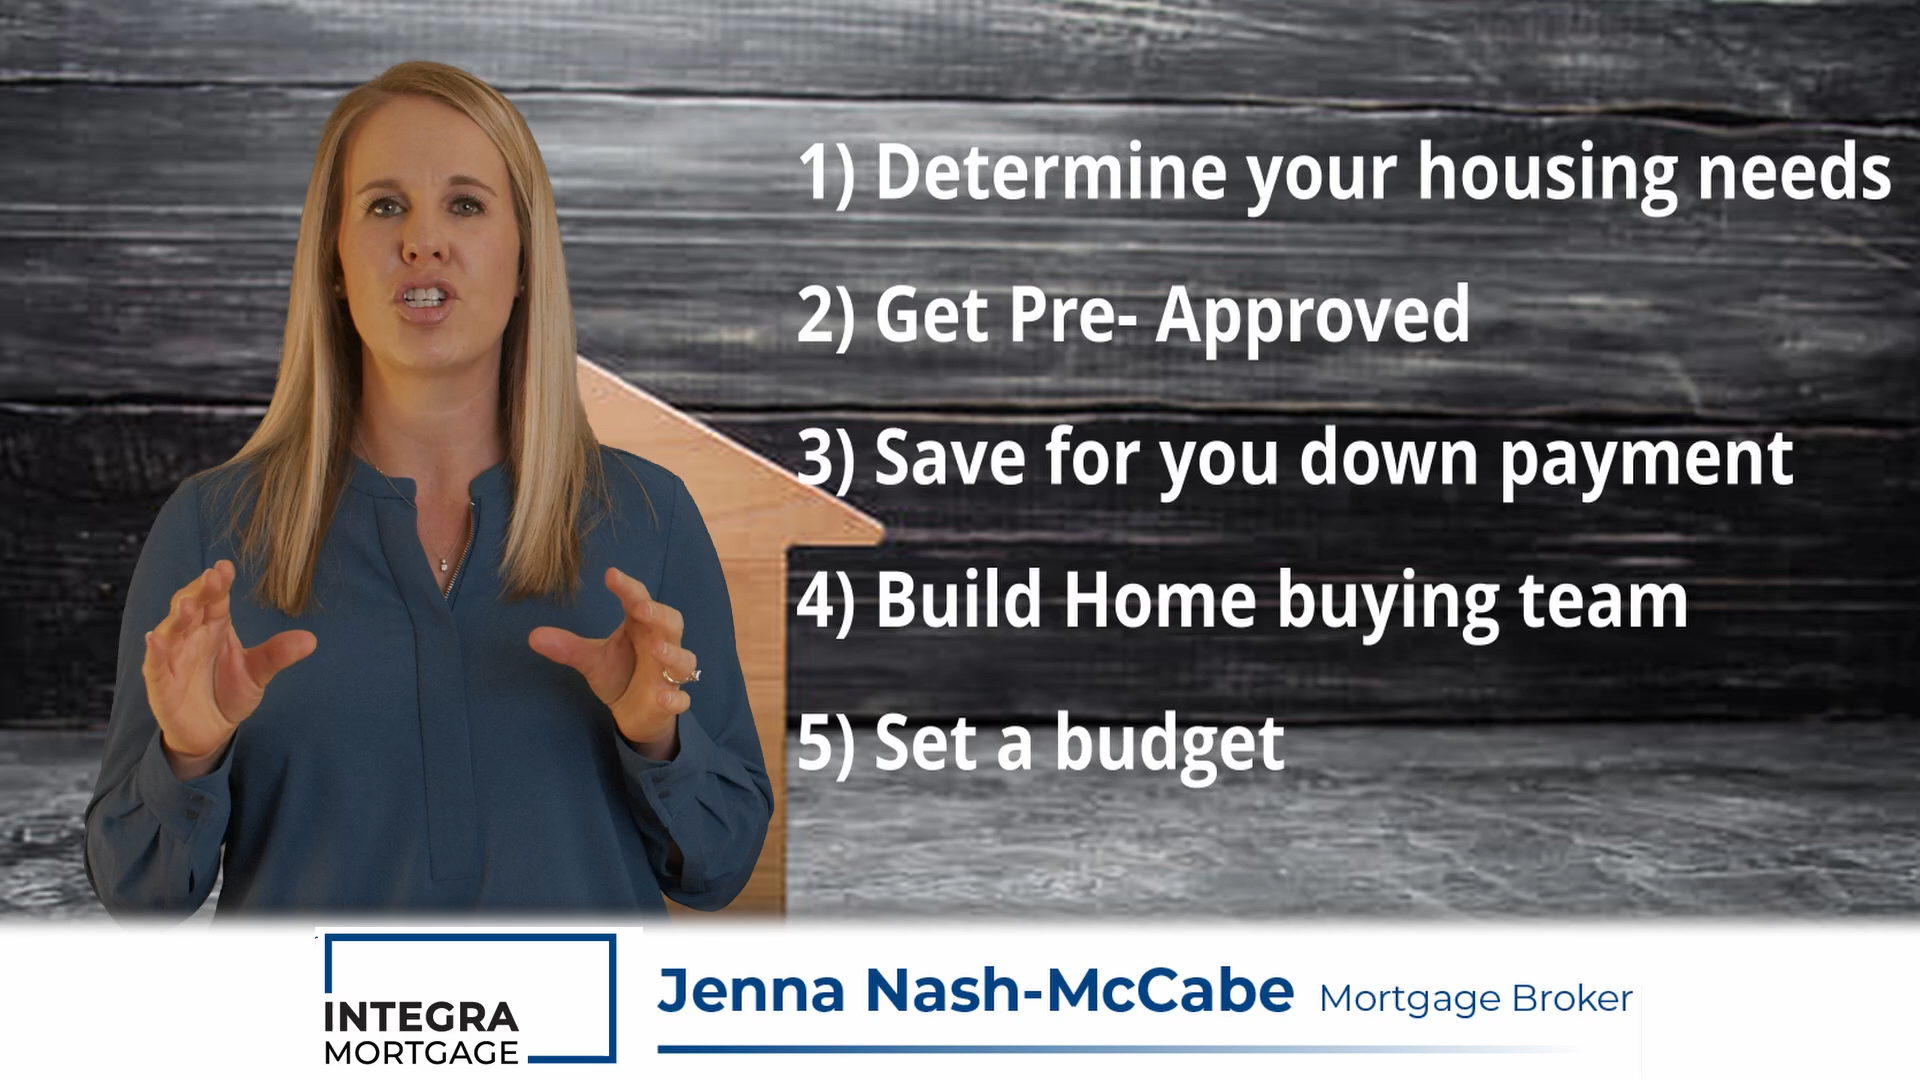 1) Determine your housing needs
2) Get Pre- Approved
3) Save for you down payment
4) Build Home buying team
5) Set a budget
INTEGRA
MORTGAGE
Jenna Nash-McCabe Mortgage Broker